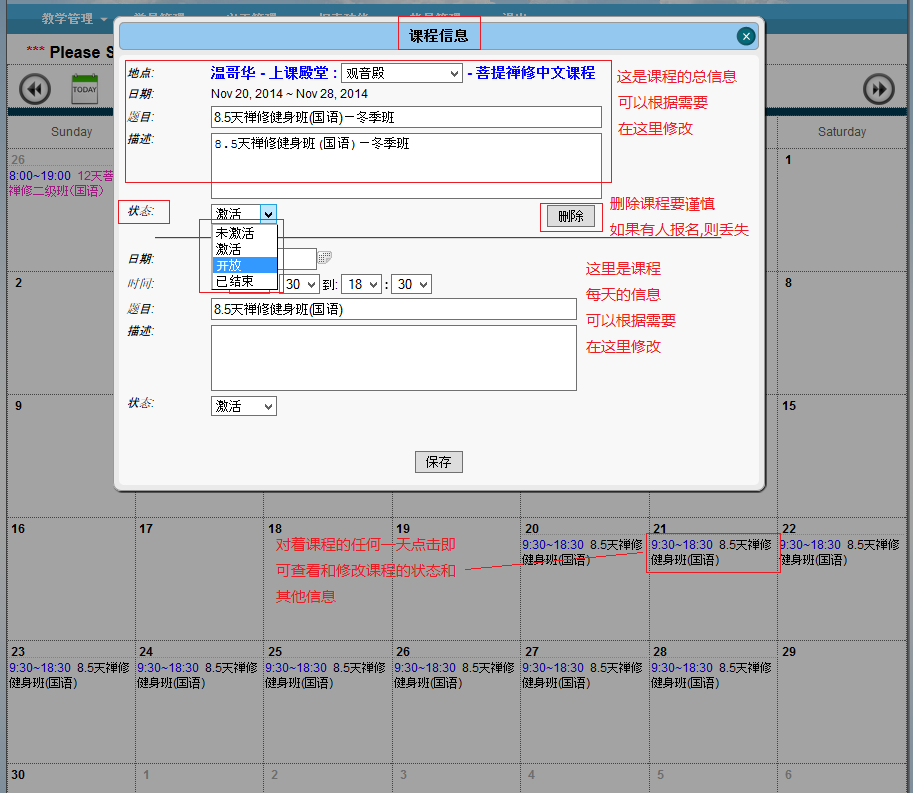 教学管理
课程信息
*** Please S
地点:
温哥华 - 上课殿堂 : 观音殿 - 菩提禅修中文课程
这是课程的总信息
可以根据需要
在这里修改
日期:
Nov 20, 2014 ~ Nov 28, 2014
题目:
8.5天禅修健身班(国语)－冬季班
描述:
8.5天禅修健身班(国语)－冬季班
TODAY
Sunday
Saturday
状态:
激活
未激活
激活
开放
已结束
删除
删除课程要谨慎
如果有人报名,则丢失
日期:
时间:
30 到: 18 : 30
题目:
8.5天禅修健身班(国语)
描述:
这里是课程
每天的信息
可以根据需要
在这里修改
状态:
激活
保存
26
8:00~19:00 12天菩
禅修二级班(国语)
1
2
8
9
15
16
17
18
19
20
9:30~18:30 8.5天禅修
健身班(国语)
21
9:30~18:30 8.5天禅修
健身班(国语)
22
9:30~18:30 8.5天禅修
健身班(国语)
对着课程的任何一天点击即
可查看和修改课程的状态和
其他信息
23
9:30~18:30 8.5天禅修
健身班(国语)
24
9:30~18:30 8.5天禅修
健身班(国语)
25
9:30~18:30 8.5天禅修
健身班(国语)
26
9:30~18:30 8.5天禅修
健身班(国语)
27
9:30~18:30 8.5天禅修
健身班(国语)
28
9:30~18:30 8.5天禅修
健身班(国语)
29
30
1
2
3
4
5
6